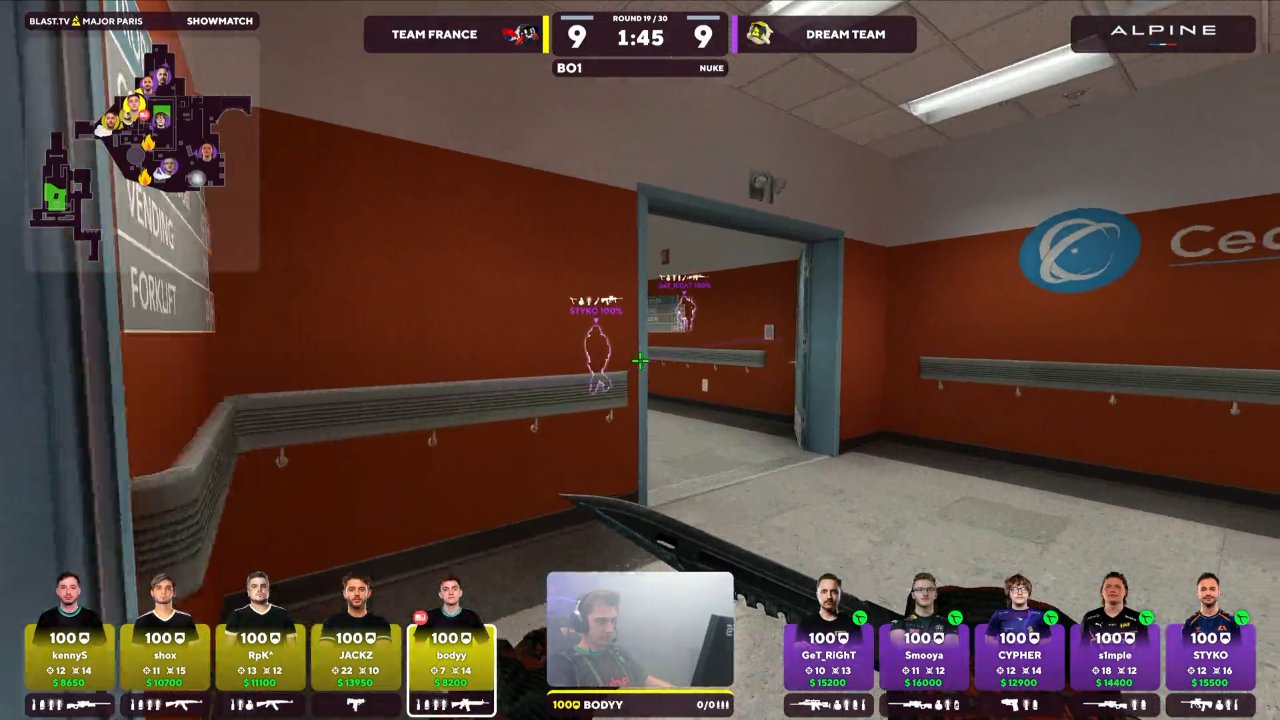 BLAST.TV MAJOR PARIS SHOWMATCH
TEAM FRANCE 9 ROUND 19 / 30 1:45 9 DREAM TEAM
BO1 NUKE
ALPINE
VENDING
FORKLIFT
Ced
GeT_RiGhT 100%
STYKO 100%
100 100 100 100 100
kennyS shox RpK^ JACKZ bodyy
12 14 11 15 13 12 22 10 7 14
$ 8650 $ 10700 $ 11100 $ 13950 $ 8200
100 BODYY 0/0
100 100 100 100 100
GeT_RiGhT Smooya CYPHER s1mple STYKO
10 13 11 12 12 14 18 12 12 16
$ 15200 $ 16000 $ 12900 $ 14400 $ 15500